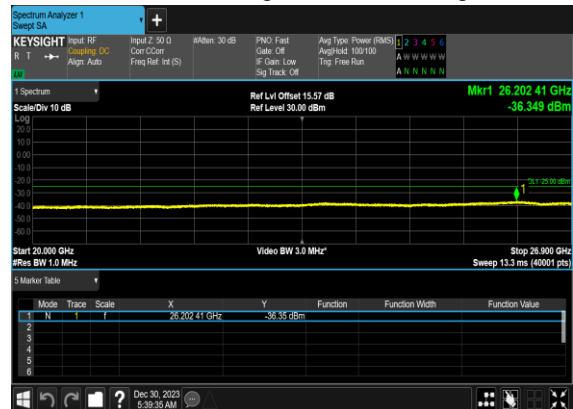 Spectrum Analyzer 1
Swept SA
KEYSIGHT Input: RF Input Z: 50 Ω #Atten: 30 dB PNO: Fast Avg Type: Power (RMS) 1 2 3 4 5 6
R T Coupling: DC Corr CCorr Gate: Off Avg|Hold: 100/100 A W W W W W
Align: Auto Freq Ref: Int (S) IF Gain: Low Trig: Free Run
LXI Sig Track: Off A N N N N N
1 Spectrum Ref Lvl Offset 15.57 dB Mkr1 26.202 41 GHz
Scale/Div 10 dB Ref Level 30.00 dBm -36.349 dBm
Log
20.0
10.0
0.00
-10.0
-20.0
DL1 -25.00 dBm
1
-30.0
-40.0
-50.0
-60.0
Start 20.000 GHz Video BW 3.0 MHz* Stop 26.900 GHz
#Res BW 1.0 MHz Sweep 13.3 ms (40001 pts)
5 Marker Table
Mode Trace Scale X Y Function Function Width Function Value
1 N 1 f 26.202 41 GHz -36.35 dBm
2
3
4
5
6
? Dec 30, 2023
5:39:35 AM